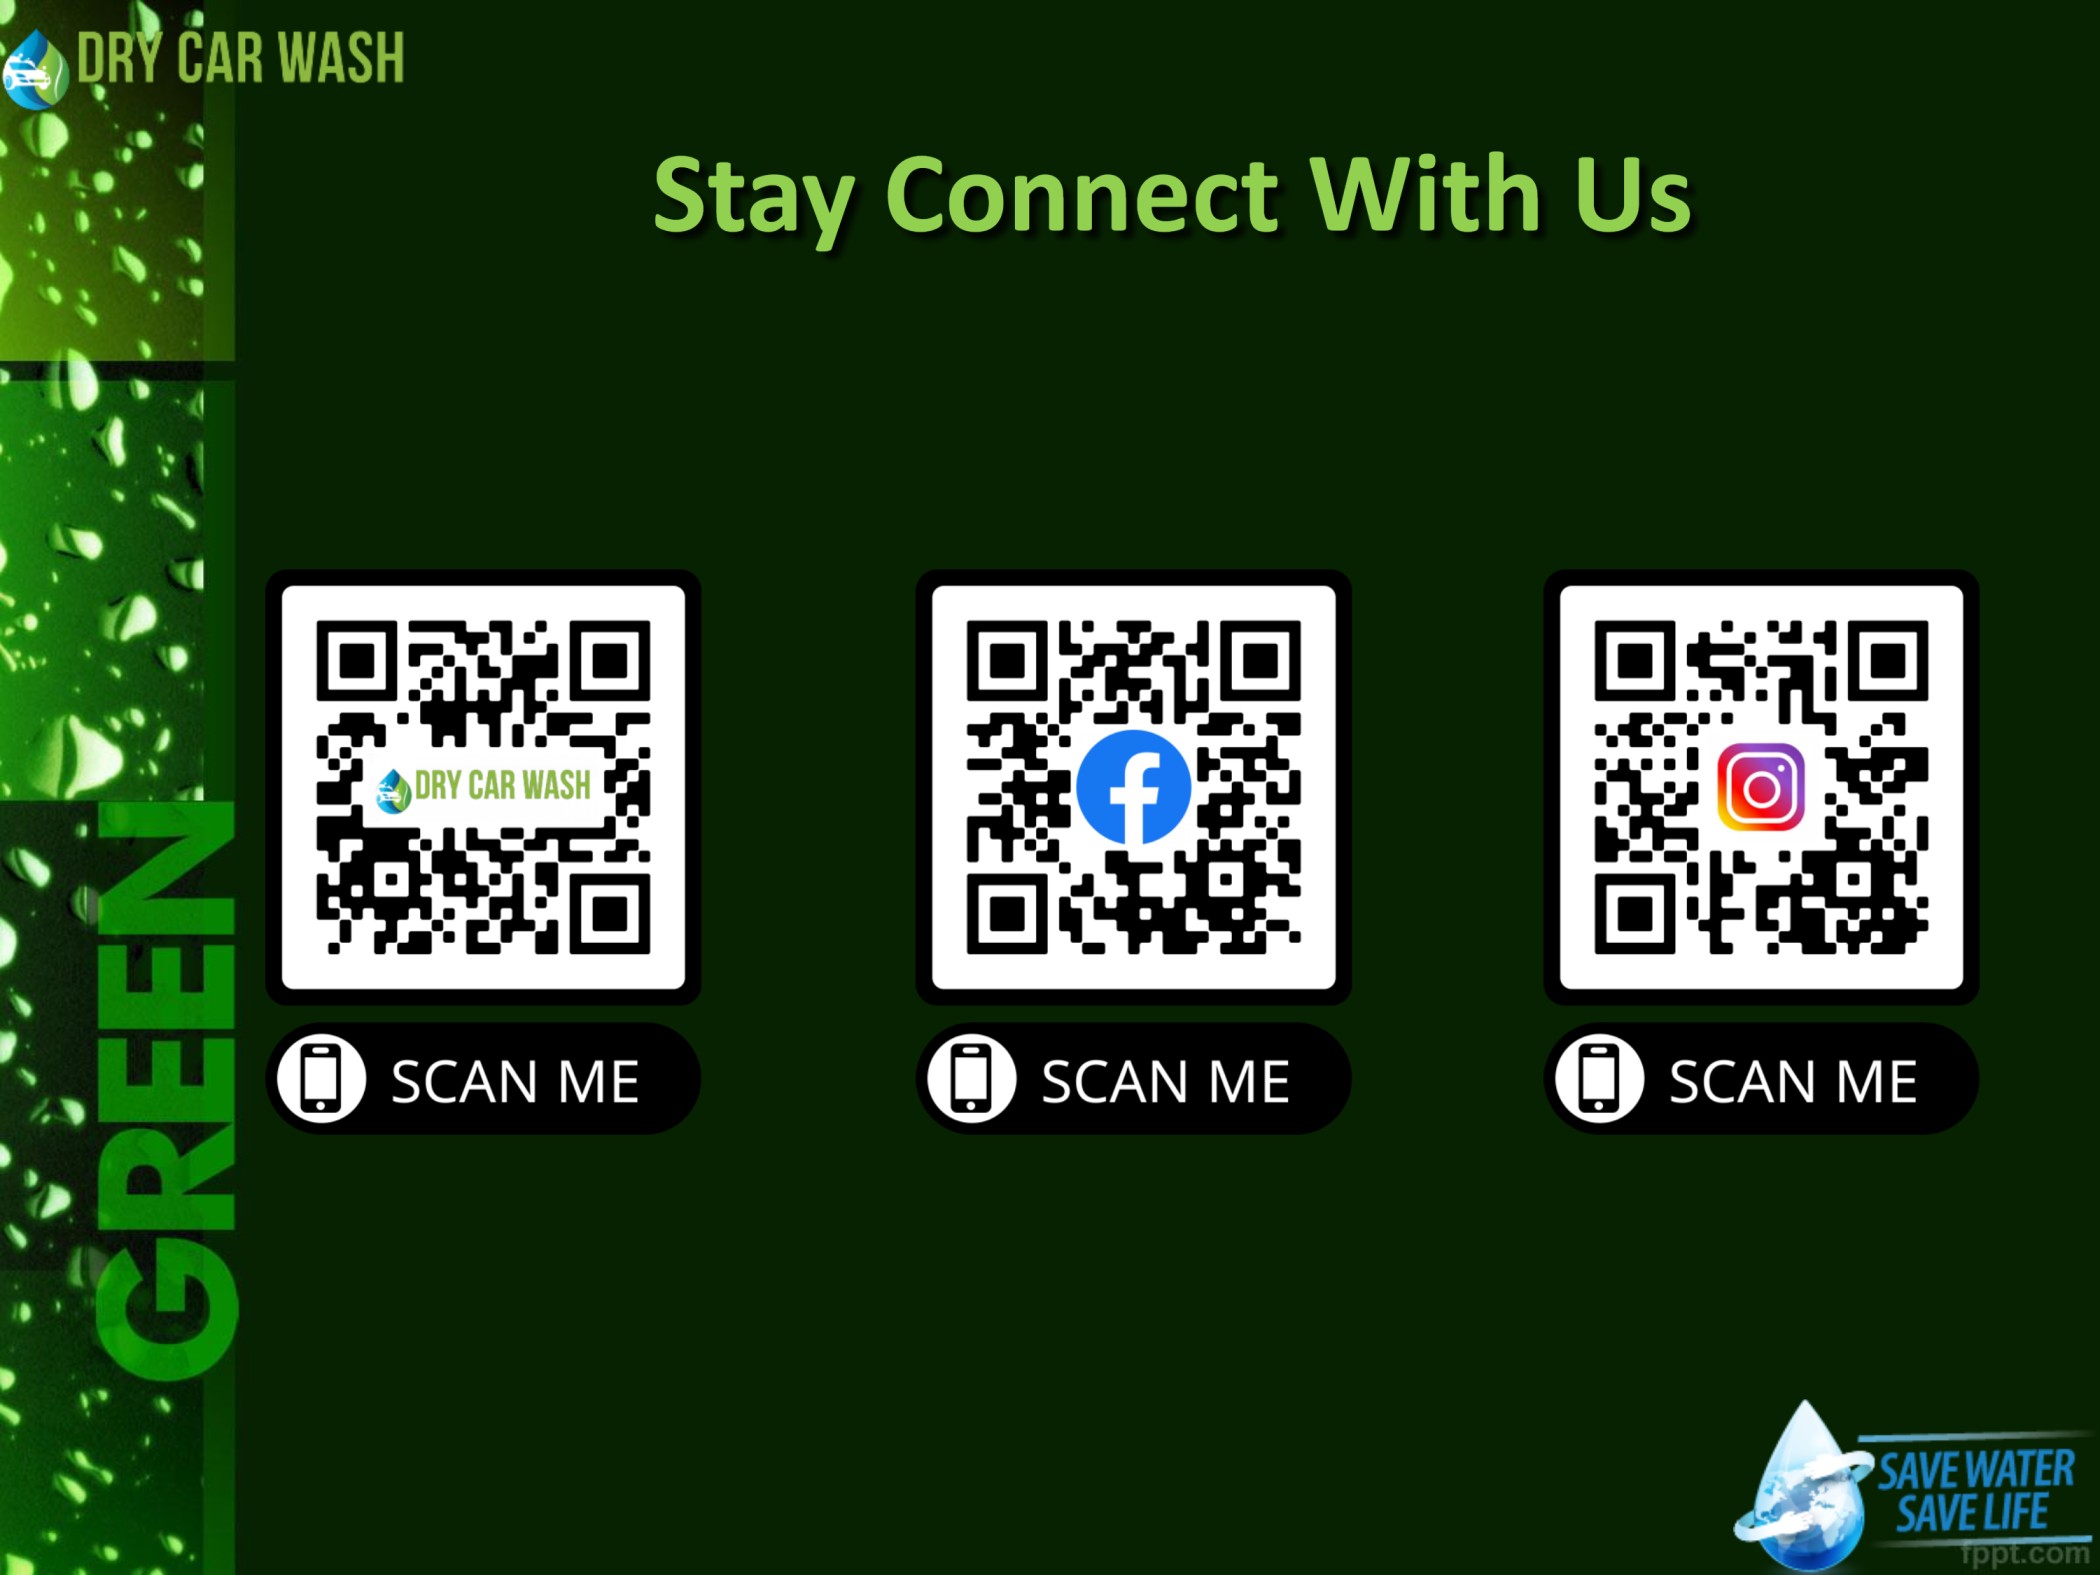 DRY CAR WASH
Stay Connect With Us
DRY CAR WASH
SCAN ME
SCAN ME
SCAN ME
GREEN
SAVE WATER
SAVE LIFE
fppt.com